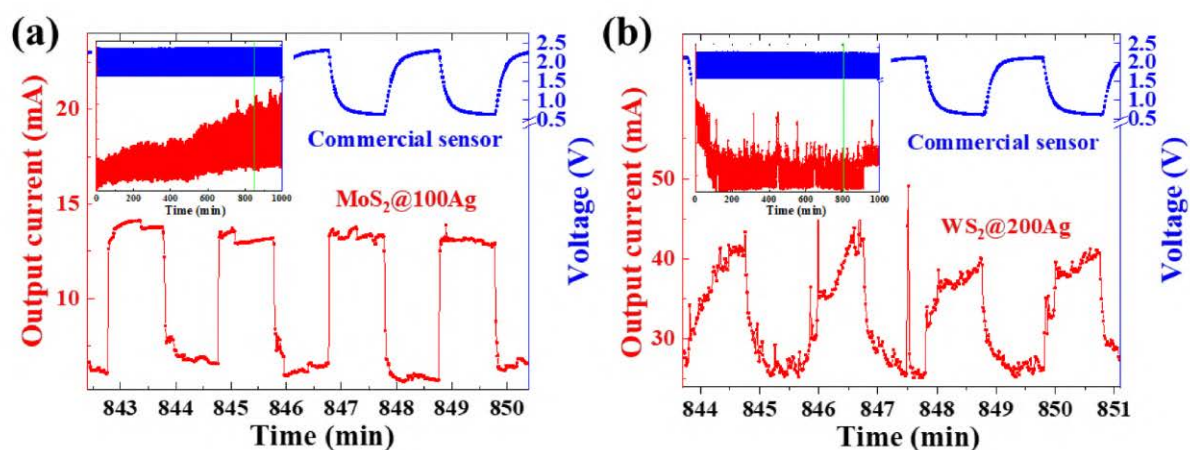 (a)
Output current (mA)
20
15
10
2.5
2.0
1.5
1.0
0.5
Voltage (V)
0
200
400
600
800
1000
Time (min)
Commercial sensor
MoS₂@100Ag
843 844 845 846 847 848 849 850
Time (min)
(b)
Output current (mA)
50
40
30
2.5
2.0
1.5
1.0
0.5
Voltage (V)
0
200
400
600
800
1000
Time (min)
Commercial sensor
WS₂@200Ag
844 845 846 847 848 849 850 851
Time (min)